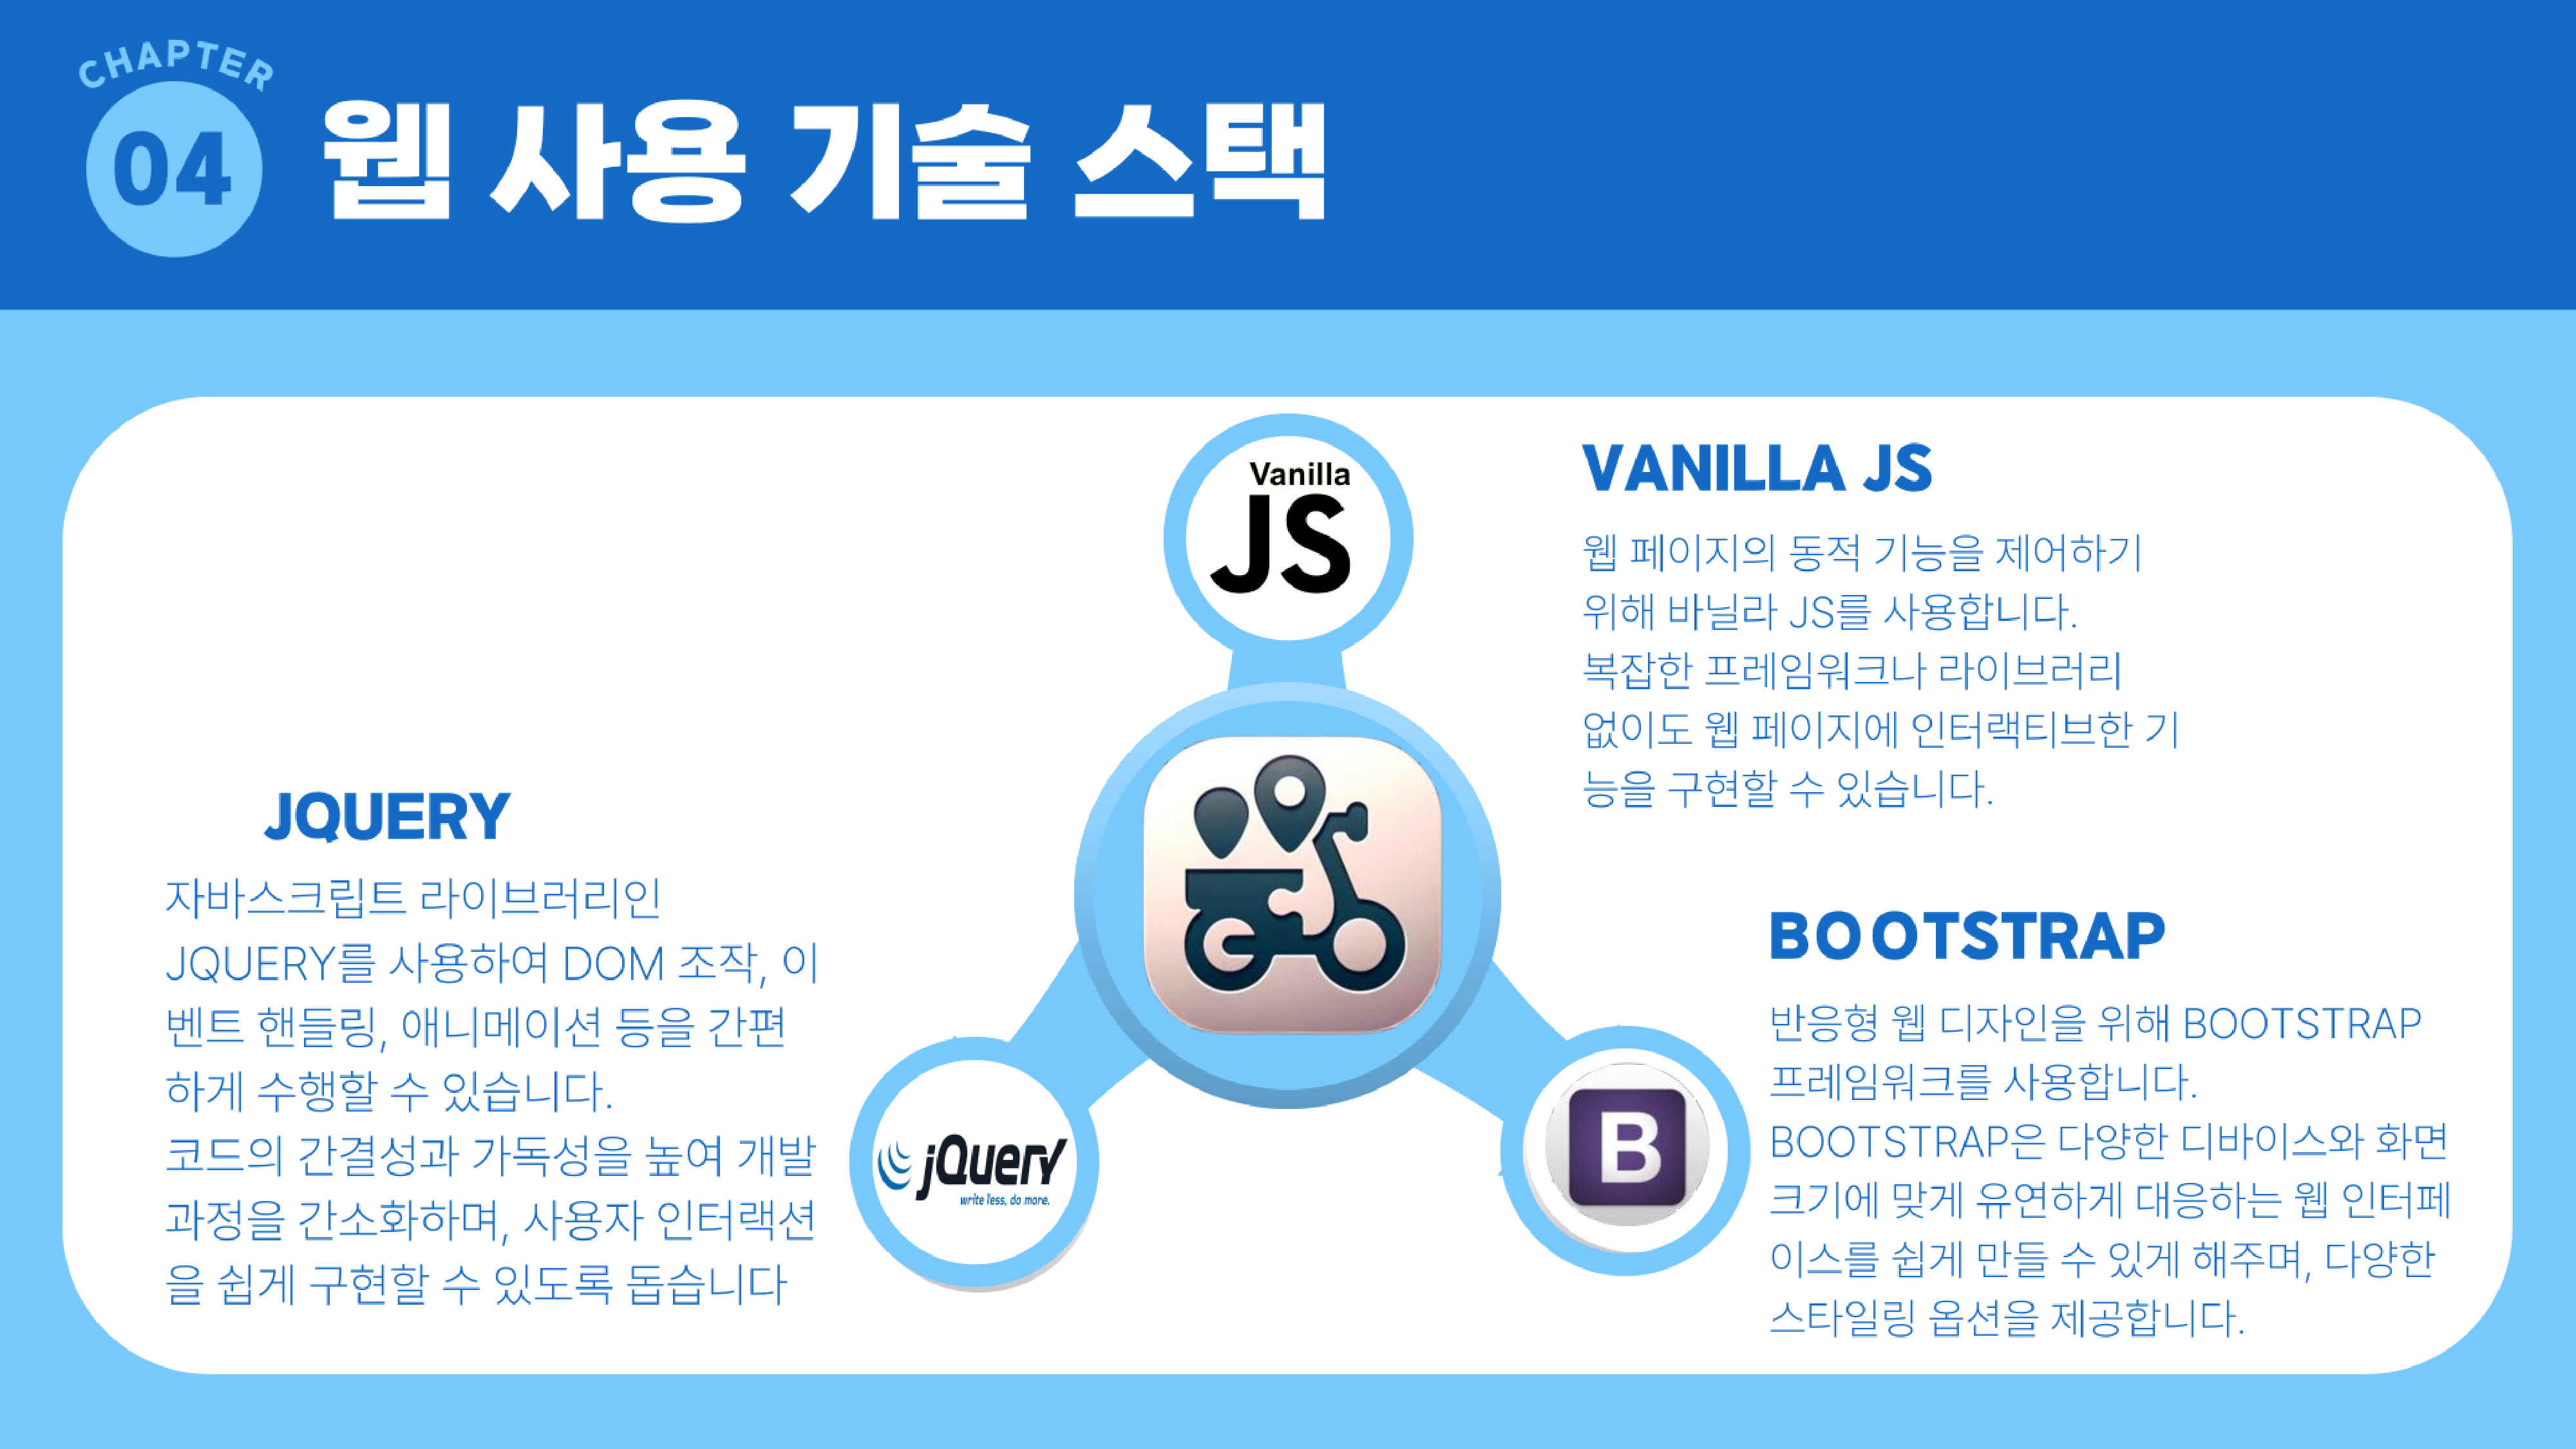 CHAPTER
04
웹 사용 기술 스택
Vanilla
JS
VANILLA JS
웹 페이지의 동적 기능을 제어하기
위해 바닐라 JS를 사용합니다.
복잡한 프레임워크나 라이브러리
없이도 웹 페이지에 인터랙티브한 기
능을 구현할 수 있습니다.
JQUERY
자바스크립트 라이브러리인
JQUERY를 사용하여 DOM 조작, 이
벤트 핸들링, 애니메이션 등을 간편
하게 수행할 수 있습니다.
코드의 간결성과 가독성을 높여 개발
과정을 간소화하며, 사용자 인터랙션
을 쉽게 구현할 수 있도록 돕습니다
jQuery
write less, do more.
B
BOOTSTRAP
반응형 웹 디자인을 위해 BOOTSTRAP
프레임워크를 사용합니다.
BOOTSTRAP은 다양한 디바이스와 화면
크기에 맞게 유연하게 대응하는 웹 인터페
이스를 쉽게 만들 수 있게 해주며, 다양한
스타일링 옵션을 제공합니다.